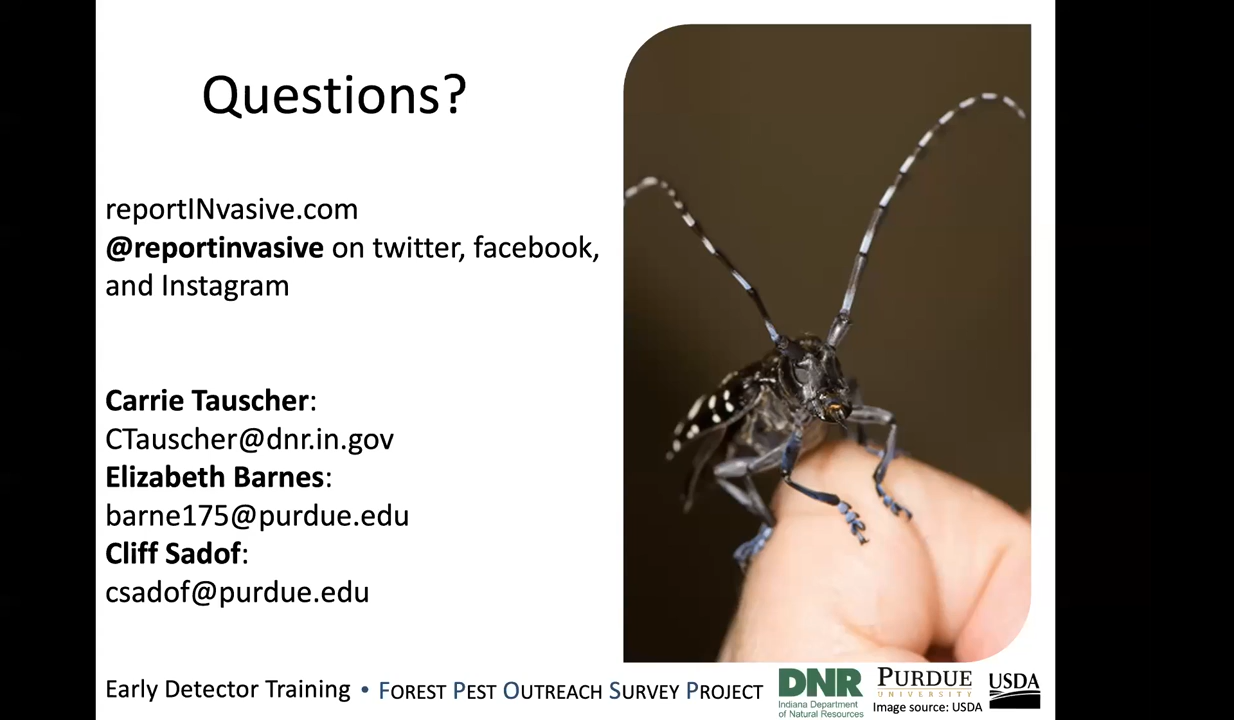 Questions?
reportINvasive.com
@reportinvasive on twitter, facebook,
and Instagram
Carrie Tauscher:
CTauscher@dnr.in.gov
Elizabeth Barnes:
barne175@purdue.edu
Cliff Sadof:
csadof@purdue.edu
Early Detector Training • FOREST PEST OUTREACH SURVEY PROJECT
DNR
Indiana Department
of Natural Resources
PURDUE
UNIVERSITY
Image source: USDA
USDA